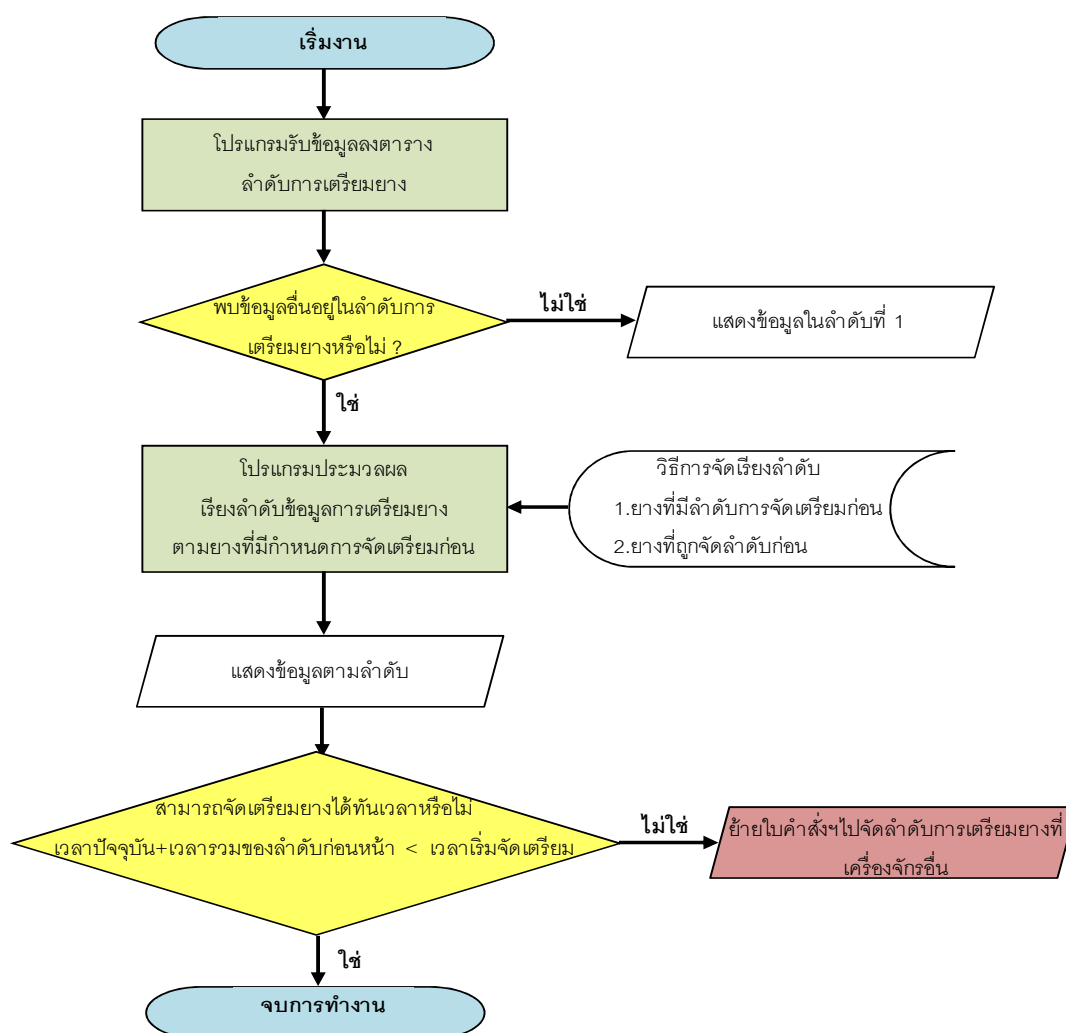 เริ่มงาน
โปรแกรมรับข้อมูลลงตาราง
ลำดับการเตรียมยาง
พบข้อมูลอื่นอยู่ในลำดับการ
เตรียมยางหรือไม่ ?
ไม่ใช่
แสดงข้อมูลในลำดับที่ 1
ใช่
โปรแกรมประมวลผล
เรียงลำดับข้อมูลการเตรียมยาง
ตามยางที่มีกำหนดการจัดเตรียมก่อน
วิธีการจัดเรียงลำดับ
1.ยางที่มีลำดับการจัดเตรียมก่อน
2.ยางที่ถูกจัดลำดับก่อน
แสดงข้อมูลตามลำดับ
สามารถจัดเตรียมยางได้ทันเวลาหรือไม่
เวลาปัจจุบัน+เวลารวมของลำดับก่อนหน้า < เวลาเริ่มจัดเตรียม
ไม่ใช่
ย้ายใบคำสั่งฯไปจัดลำดับการเตรียมยางที่
เครื่องจักรอื่น
ใช่
จบการทำงาน